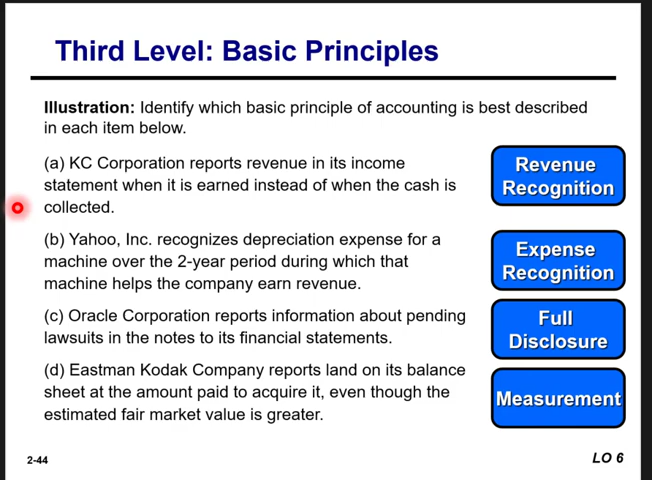 Third Level: Basic Principles
Illustration: Identify which basic principle of accounting is best described
in each item below.
(a) KC Corporation reports revenue in its income
statement when it is earned instead of when the cash is
collected.
Revenue
Recognition
(b) Yahoo, Inc. recognizes depreciation expense for a
machine over the 2-year period during which that
machine helps the company earn revenue.
Expense
Recognition
(c) Oracle Corporation reports information about pending
lawsuits in the notes to its financial statements.
Full
Disclosure
(d) Eastman Kodak Company reports land on its balance
sheet at the amount paid to acquire it, even though the
estimated fair market value is greater.
Measurement
2-44
LO 6